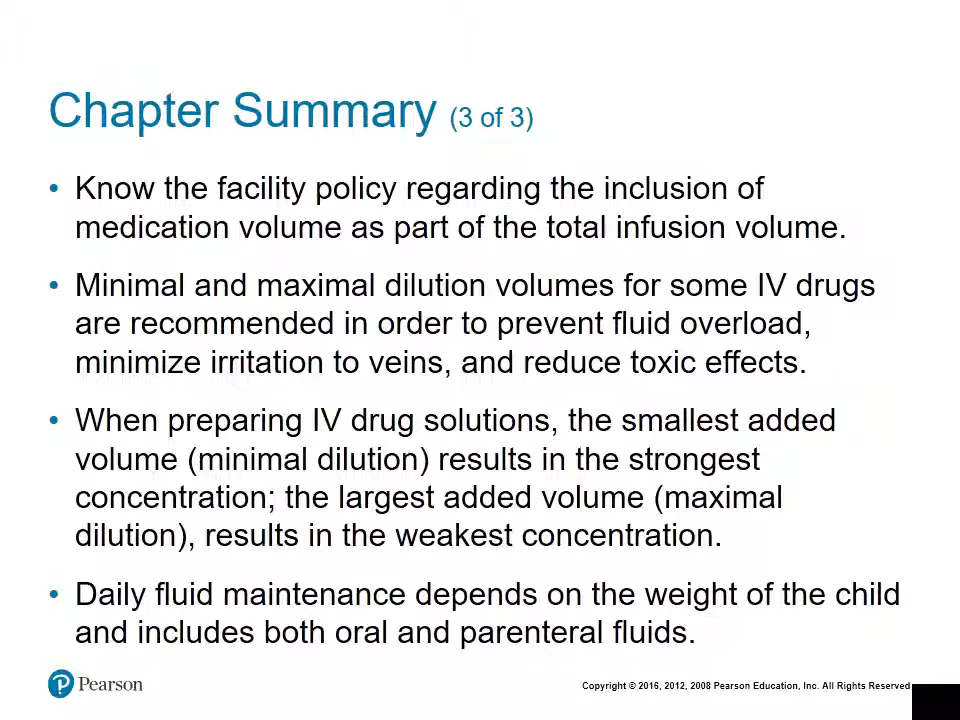 Chapter Summary (3 of 3)
• Know the facility policy regarding the inclusion of
medication volume as part of the total infusion volume.
• Minimal and maximal dilution volumes for some IV drugs
are recommended in order to prevent fluid overload,
minimize irritation to veins, and reduce toxic effects.
• When preparing IV drug solutions, the smallest added
volume (minimal dilution) results in the strongest
concentration; the largest added volume (maximal
dilution), results in the weakest concentration.
• Daily fluid maintenance depends on the weight of the child
and includes both oral and parenteral fluids.
Pearson
Copyright © 2016, 2012, 2008 Pearson Education, Inc. All Rights Reserved